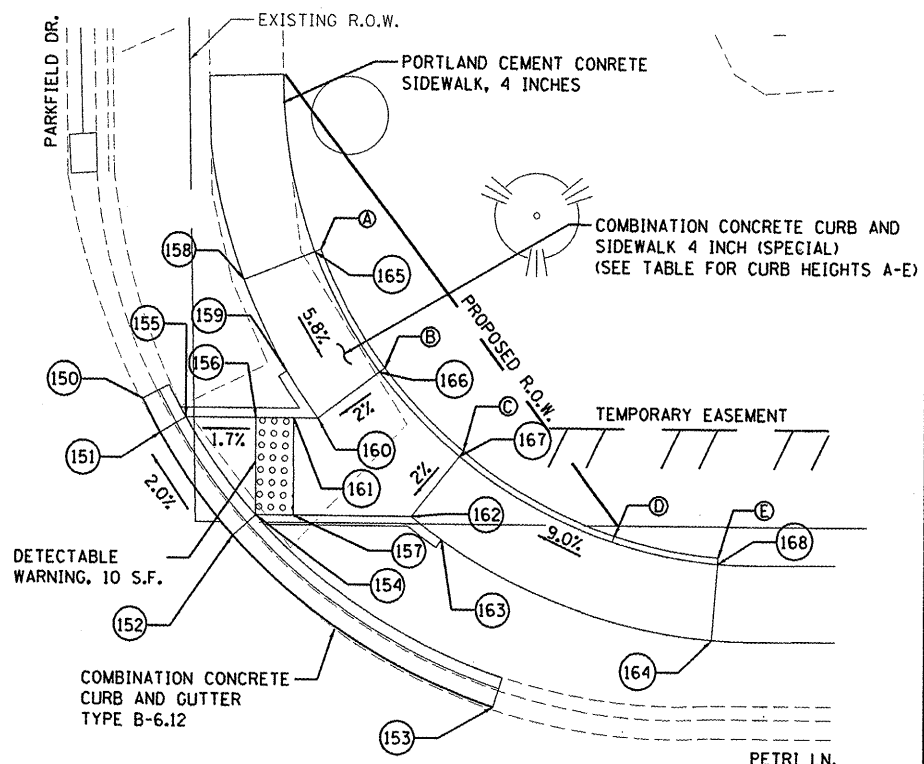 EXISTING R.O.W.
PARKFIELD DR.
PORTLAND CEMENT CONRETE
SIDEWALK, 4 INCHES
A
158
165
COMBINATION CONCRETE CURB AND
SIDEWALK 4 INCH (SPECIAL)
(SEE TABLE FOR CURB HEIGHTS A-E)
159
5.8%
PROPOSED R.O.W.
155
156
B
166
150
2%
C
TEMPORARY EASEMENT
1.7%
160
167
151
2%
161
2.0%
162
D
E
9.0%
168
DETECTABLE
WARNING, 10 S.F.
157
154
163
152
164
COMBINATION CONCRETE
CURB AND GUTTER
TYPE B-6.12
153
PETRI LN.